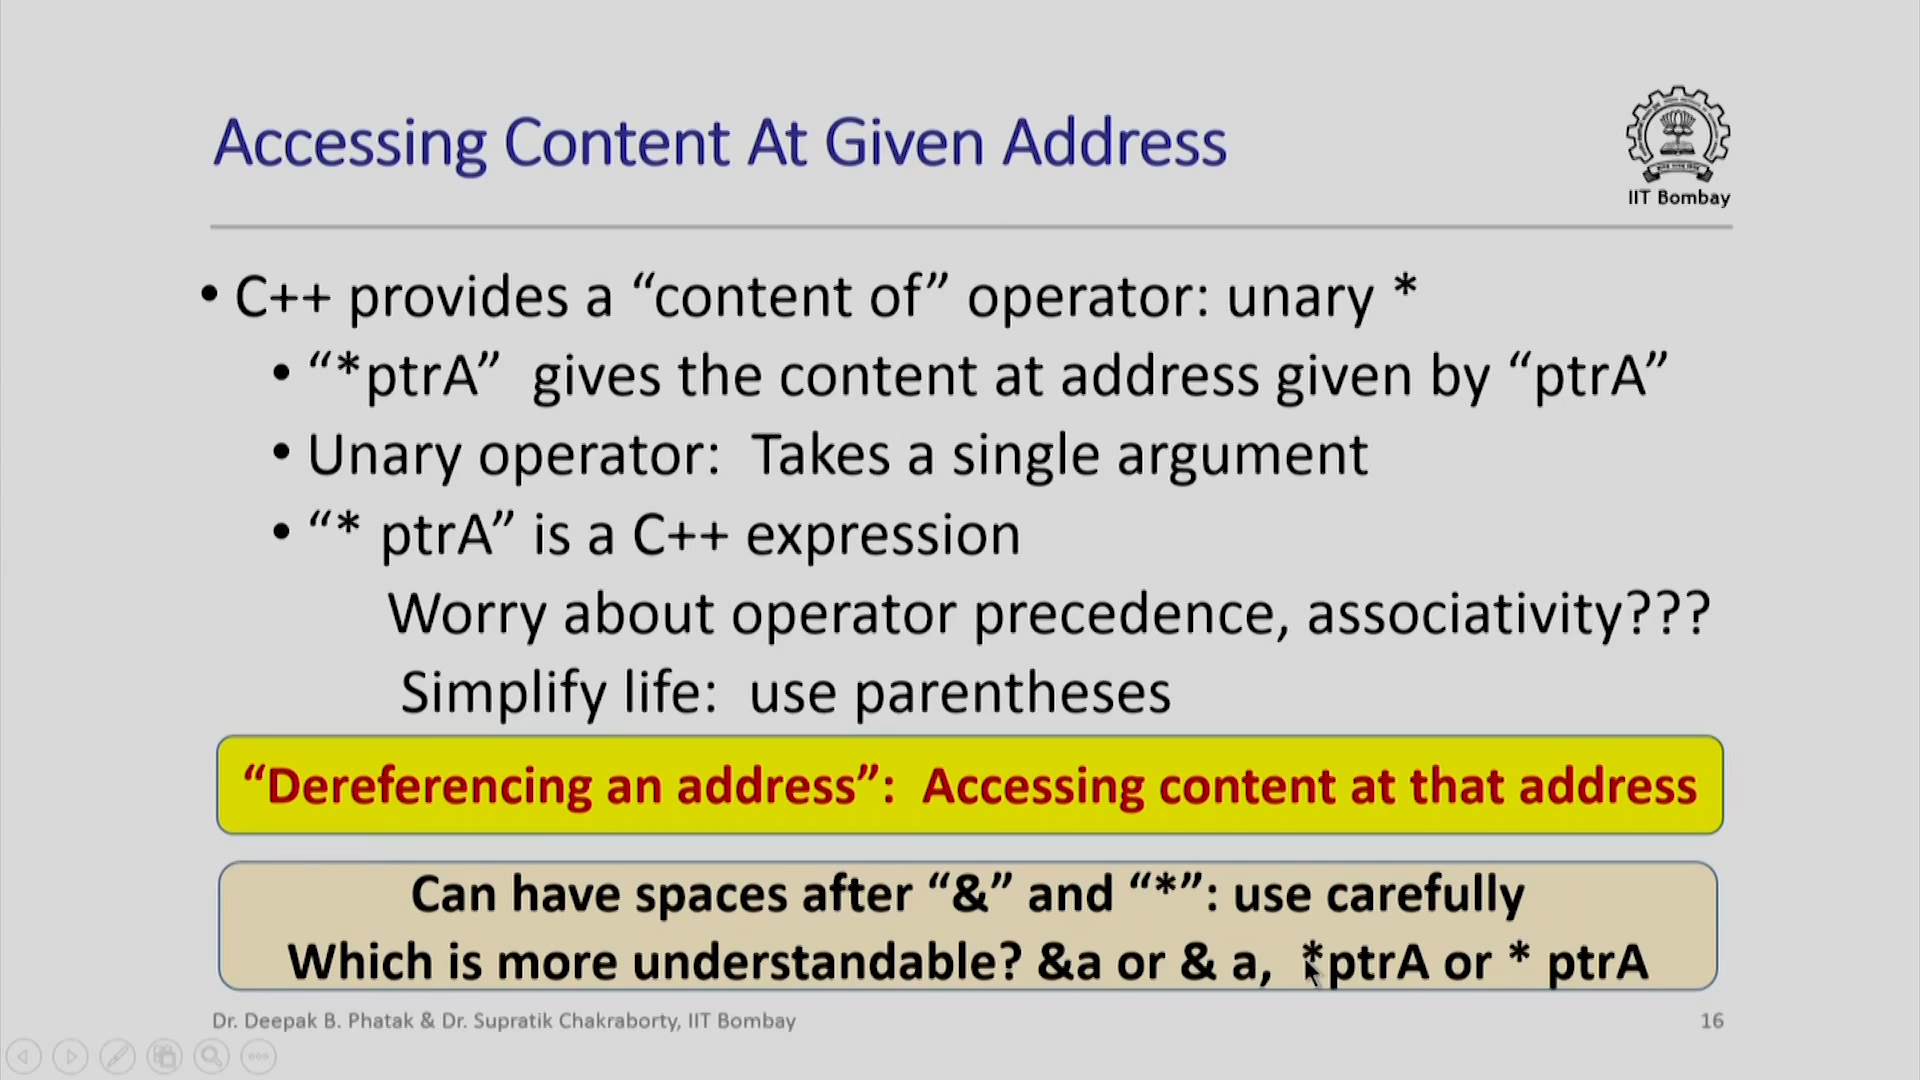 Accessing Content At Given Address
IIT Bombay
• C++ provides a “content of” operator: unary *
• “*ptrA” gives the content at address given by “ptrA”
• Unary operator: Takes a single argument
• “* ptrA” is a C++ expression
Worry about operator precedence, associativity???
Simplify life: use parentheses
“Dereferencing an address”: Accessing content at that address
Can have spaces after “&” and “*”: use carefully
Which is more understandable? &a or & a, *ptrA or * ptrA
Dr. Deepak B. Phatak & Dr. Supratik Chakraborty, IIT Bombay
16